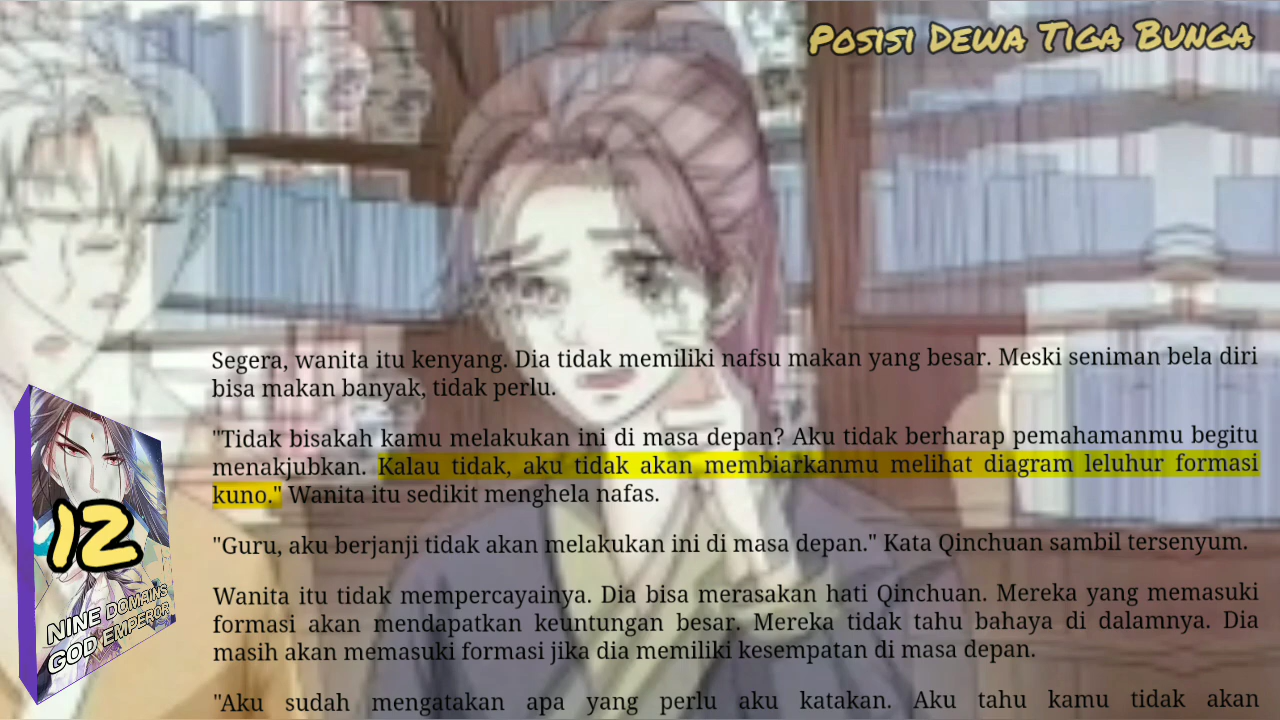 Posisi Dewa Tiga Bunga
Segera, wanita itu kenyang. Dia tidak memiliki nafsu makan yang besar. Meski seniman bela diri
bisa makan banyak, tidak perlu.
"Tidak bisakah kamu melakukan ini di masa depan? Aku tidak berharap pemahamanmu begitu
menakjubkan. Kalau tidak, aku tidak akan membiarkanmu melihat diagram leluhur formasi
kuno." Wanita itu sedikit menghela nafas.
"Guru, aku berjanji tidak akan melakukan ini di masa depan." Kata Qinchuan sambil tersenyum.
Wanita itu tidak mempercayainya. Dia bisa merasakan hati Qinchuan. Mereka yang memasuki
formasi akan mendapatkan keuntungan besar. Mereka tidak tahu bahaya di dalamnya. Dia
masih akan memasuki formasi jika dia memiliki kesempatan di masa depan.
"Aku sudah mengatakan apa yang perlu aku katakan. Aku tahu kamu tidak akan
12
NINE DOMAINS
GOD EMPEROR